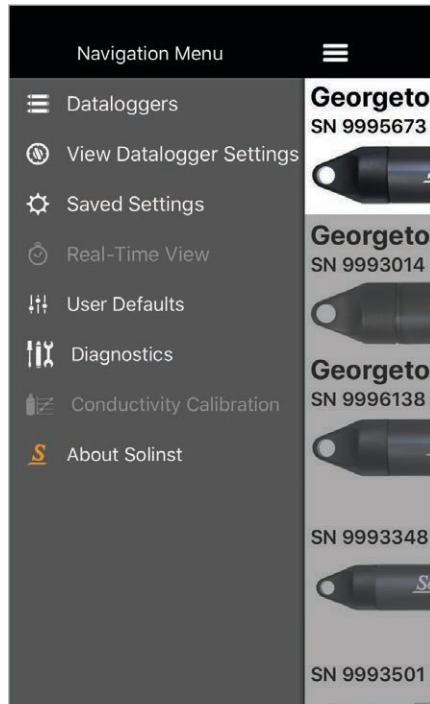 Navigation Menu
Dataloggers
View Datalogger Settings
Saved Settings
Real-Time View
User Defaults
Diagnostics
Conductivity Calibration
S About Solinst
Georgeto
SN 9995673
Georgeto
SN 9993014
Georgeto
SN 9996138
SN 9993348
SN 9993501